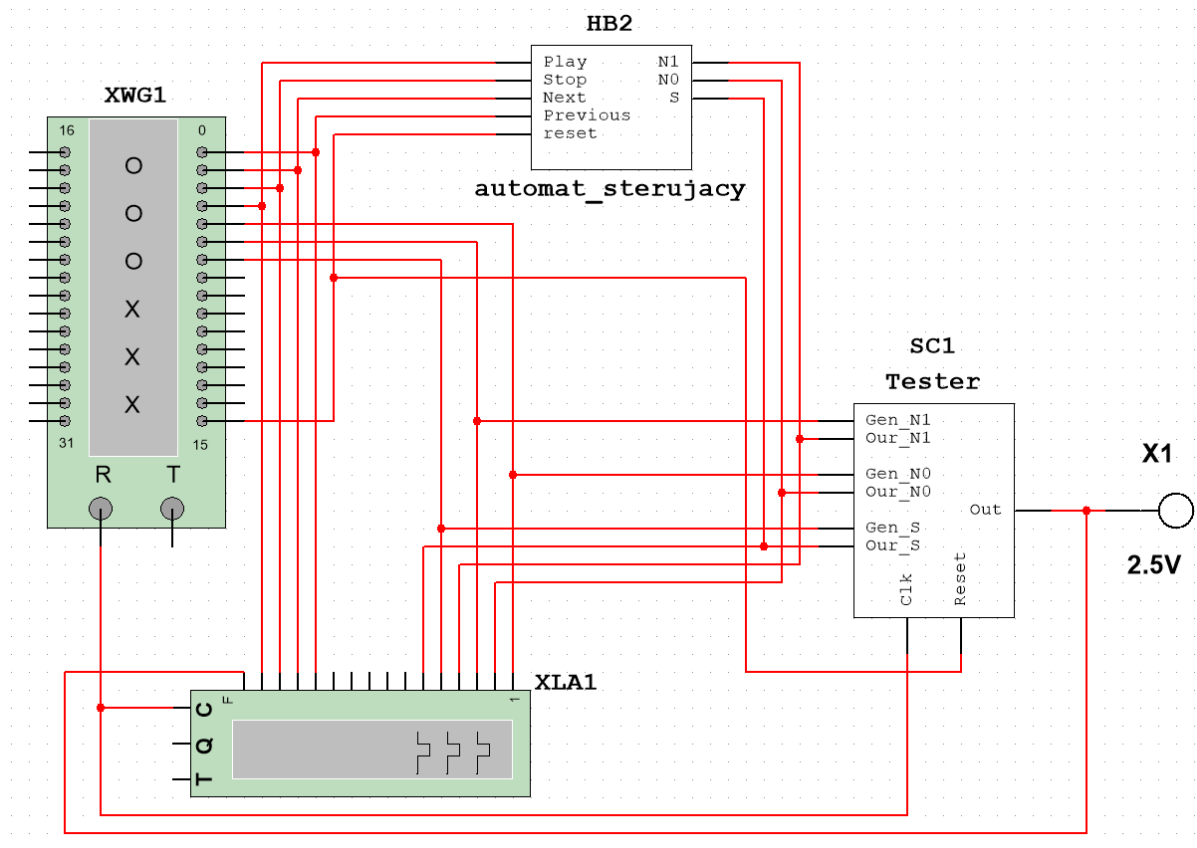 HB2
Play N1
Stop N0
Next S
Previous
reset
automat_sterujacy
XWG1
16 0
O
O
O
X
X
X
31 15
R T
SC1
Tester
Gen_N1
Our_N1
Gen_N0
Our_N0
Gen_S
Our_S
Out
Clk
Reset
X1
2.5V
XLA1
F 1
C
Q
T